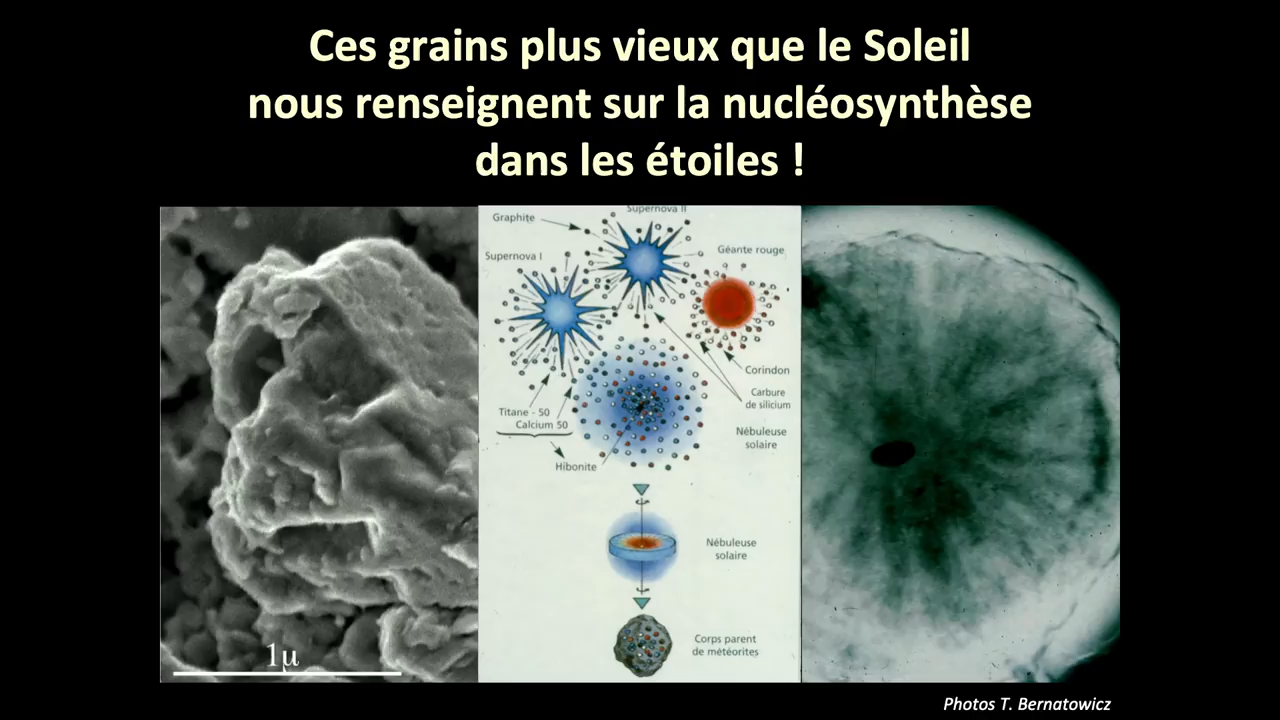 Ces grains plus vieux que le Soleil
nous renseignent sur la nucléosynthèse
dans les étoiles !
Supernova II
Graphite
Géante rouge
Supernova I
Corindon
Carbure
de silicium
Titane - 50
Calcium 50
Nébuleuse
solaire
Hibonite
Nébuleuse
solaire
Corps parent
de météorites
1µ
Photos T. Bernatowicz